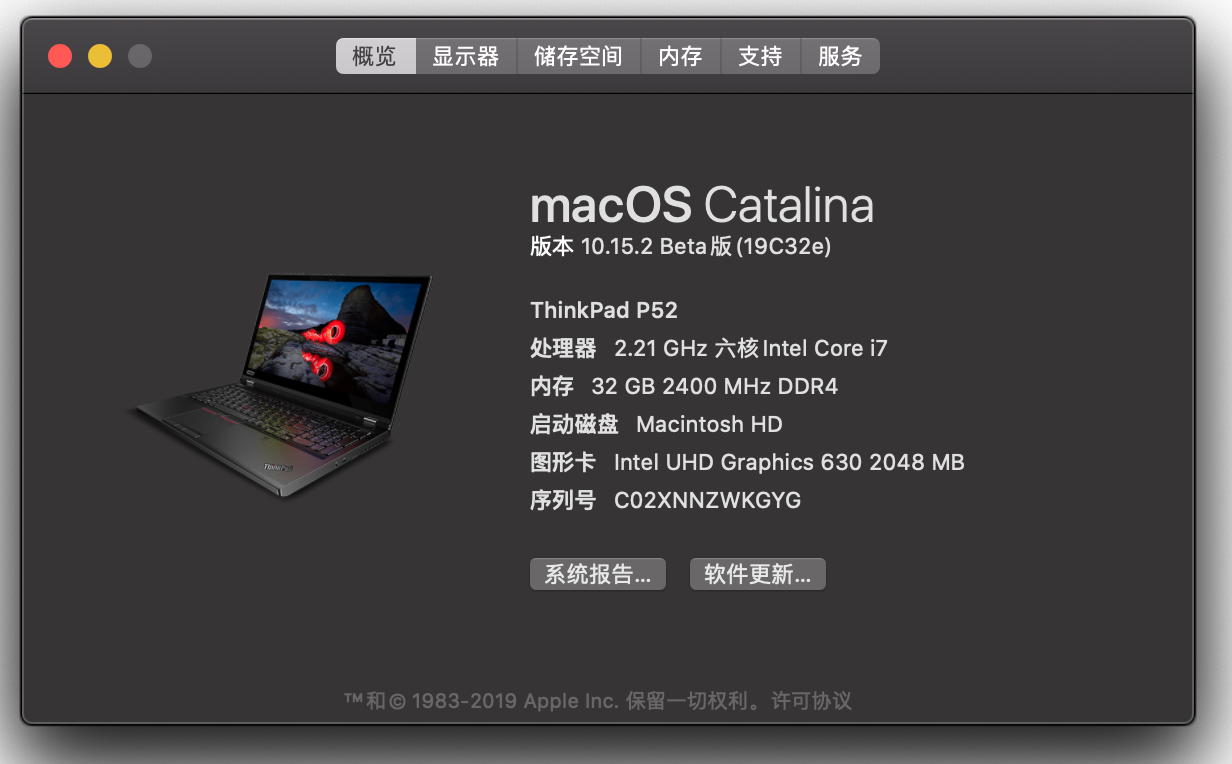 概览 显示器 储存空间 内存 支持 服务
macOS Catalina
版本 10.15.2 Beta版 (19C32e)
ThinkPad P52
处理器 2.21 GHz 六核Intel Core i7
内存 32 GB 2400 MHz DDR4
启动磁盘 Macintosh HD
图形卡 Intel UHD Graphics 630 2048 MB
序列号 C02XNNZWKGYG
ThinkPad
系统报告... 软件更新...
™和© 1983-2019 Apple Inc. 保留一切权利。许可协议